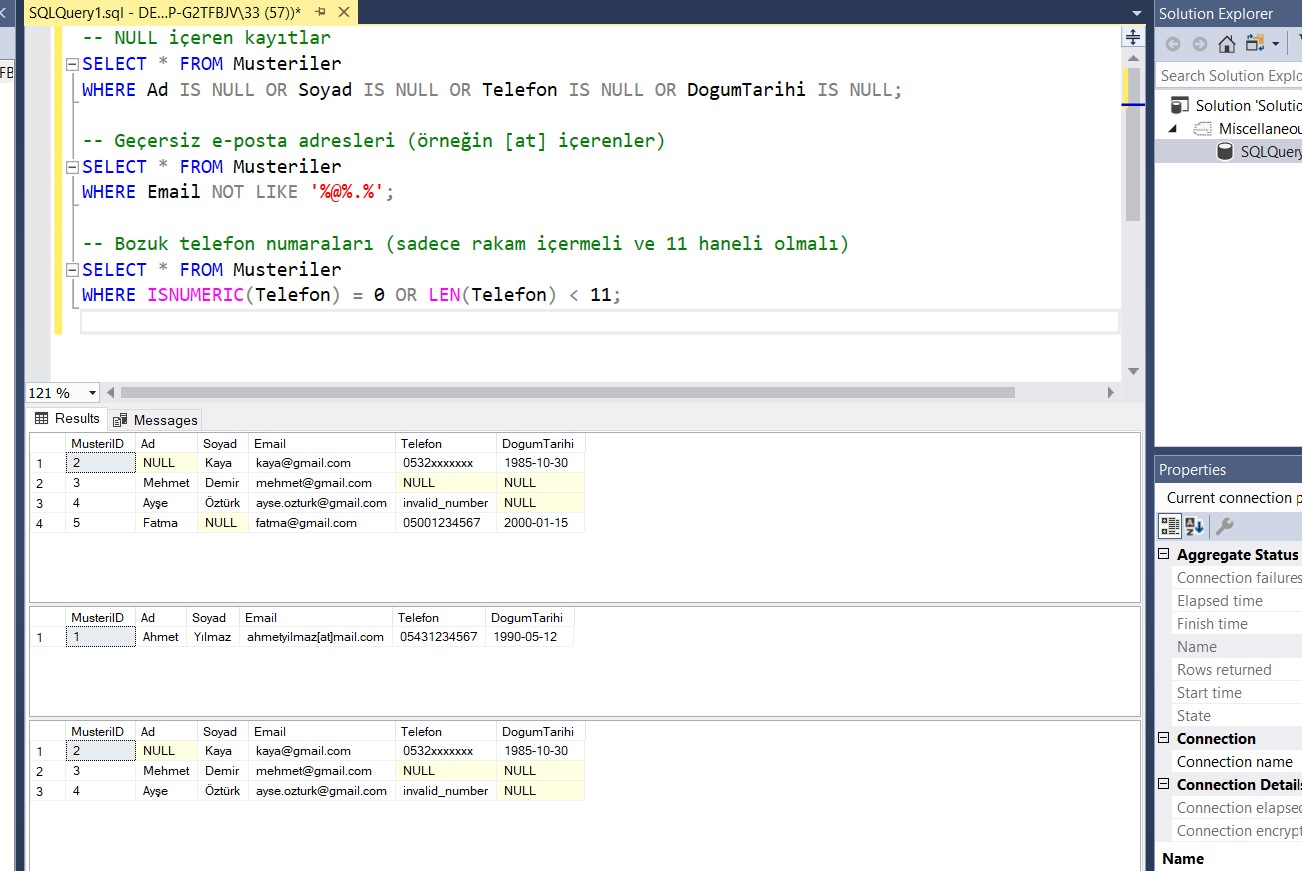 SQLQuery1.sql - DE...P-G2TFBJV\33 (57))*
Solution Explorer
-- NULL içeren kayıtlar
SELECT * FROM Musteriler
WHERE Ad IS NULL OR Soyad IS NULL OR Telefon IS NULL OR DogumTarihi IS NULL;
-- Geçersiz e-posta adresleri (örneğin [at] içerenler)
SELECT * FROM Musteriler
WHERE Email NOT LIKE '%@%.%';
-- Bozuk telefon numaraları (sadece rakam içermeli ve 11 haneli olmalı)
SELECT * FROM Musteriler
WHERE ISNUMERIC(Telefon) = 0 OR LEN(Telefon) < 11;
121 %
Results Messages
MusteriID Ad Soyad Email Telefon DogumTarihi
1 2 NULL Kaya kaya@gmail.com 0532xxxxxxx 1985-10-30
2 3 Mehmet Demir mehmet@gmail.com NULL NULL
3 4 Ayşe Öztürk ayse.ozturk@gmail.com invalid_number NULL
4 5 Fatma NULL fatma@gmail.com 05001234567 2000-01-15
MusteriID Ad Soyad Email Telefon DogumTarihi
1 1 Ahmet Yılmaz ahmetyilmaz[at]mail.com 05431234567 1990-05-12
MusteriID Ad Soyad Email Telefon DogumTarihi
1 2 NULL Kaya kaya@gmail.com 0532xxxxxxx 1985-10-30
2 3 Mehmet Demir mehmet@gmail.com NULL NULL
3 4 Ayşe Öztürk ayse.ozturk@gmail.com invalid_number NULL
FB
Search Solution Explo
Solution 'Solutio
Miscellaneou
SQLQuery
Properties
Current connection p
Aggregate Status
Connection failures
Elapsed time
Finish time
Name
Rows returned
Start time
State
Connection
Connection name
Connection Detail
Connection elapsed
Connection encrypt
Name